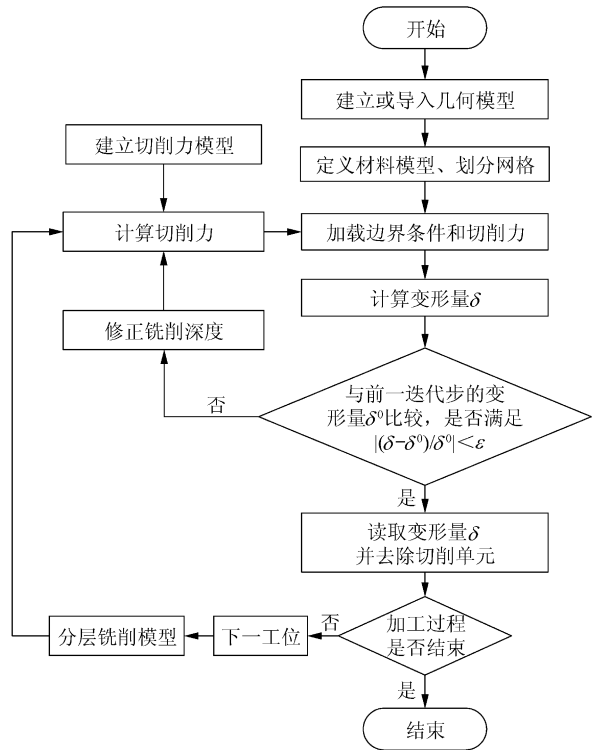 开始
建立或导入几何模型
建立切削力模型
定义材料模型、划分网格
计算切削力
加载边界条件和切削力
计算变形量δ
修正铣削深度
否
与前一迭代步的变
形量δ⁰比较，是否满足
|(δ−δ⁰)/δ⁰|＜ε
是
读取变形量δ
并去除切削单元
分层铣削模型
下一工位
否
加工过程
是否结束
是
结束